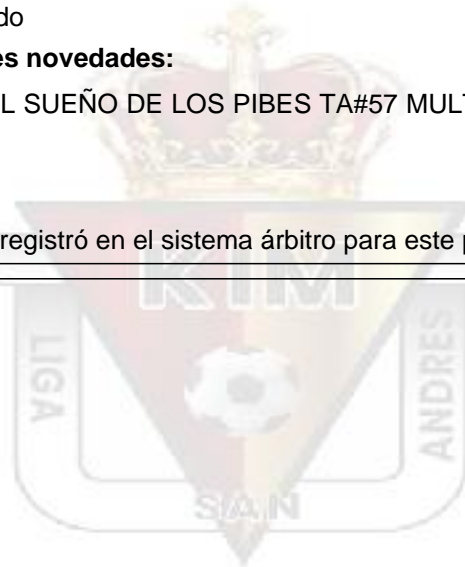 do
es novedades:
L SUEÑO DE LOS PIBES TA#57 MUL
registró en el sistema árbitro para este
KIM
LIGA
ANDRES
SAN